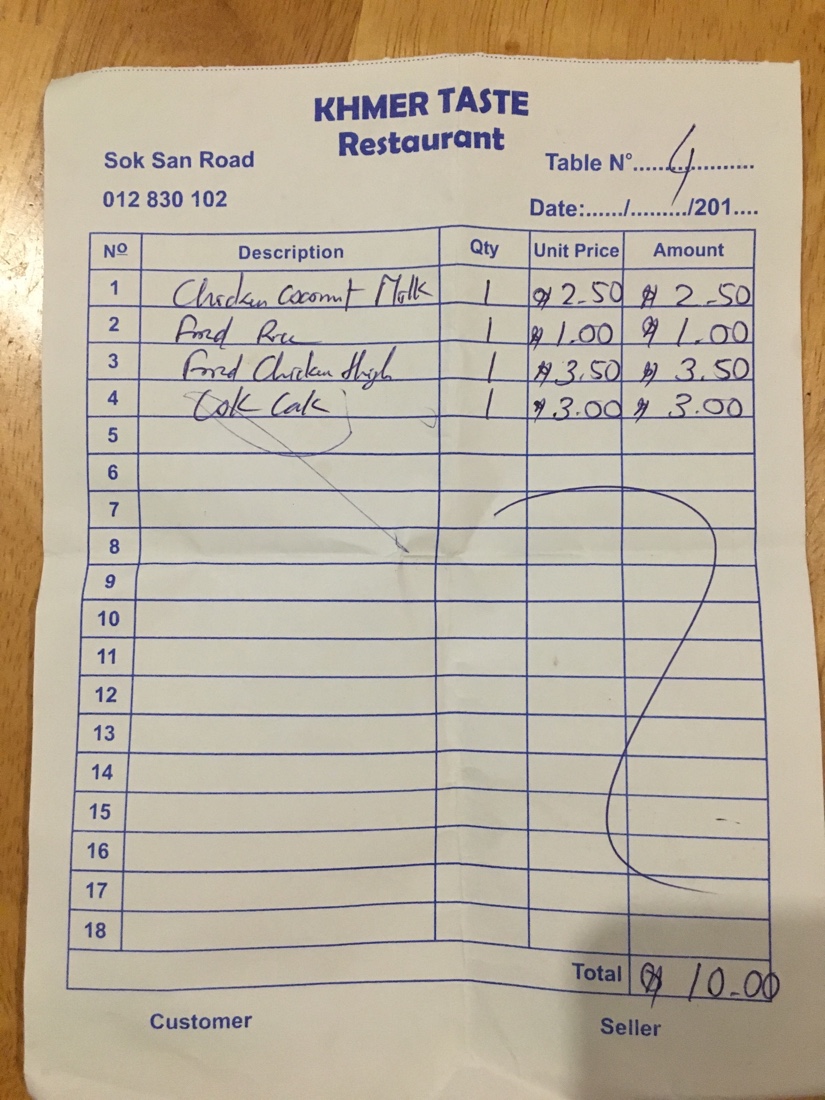 KHMER TASTE
Restaurant
Sok San Road
012 830 102
Table N°.....4...............
Date:....../........./201....
Nº Description Qty Unit Price Amount
1 Chicken Coconut Milk 1 $2.50 $2.50
2 Fried Rice 1 $1.00 $1.00
3 Fried Chicken thigh 1 $3.50 $3.50
4 1 $3.00 $3.00
5
6
7
8
9
10
11
12
13
14
15
16
17
18
Total $10.00
Customer Seller